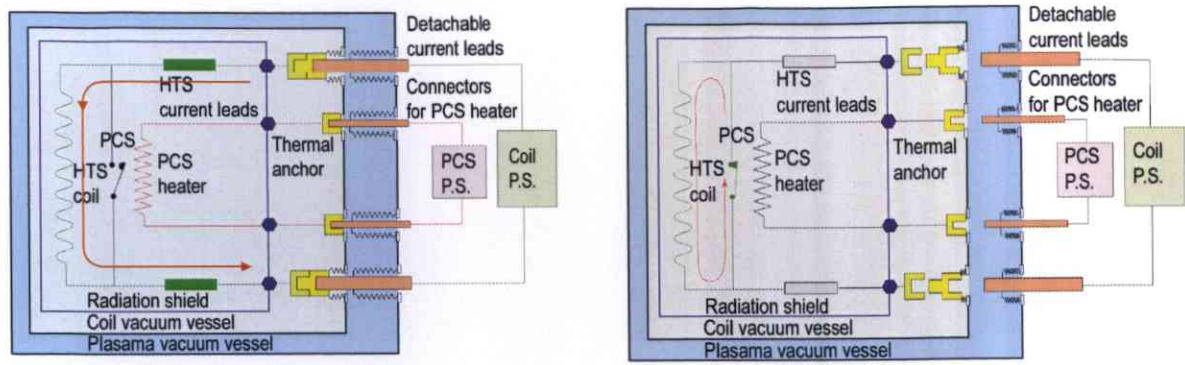 Detachable
current leads
HTS
current leads
Connectors
for PCS heater
PCS
Thermal
anchor
HTS
coil
PCS
heater
PCS
P.S.
Coil
P.S.
Radiation shield
Coil vacuum vessel
Plasama vacuum vessel
Detachable
current leads
HTS
current leads
Connectors
for PCS heater
PCS
Thermal
anchor
HTS
coil
PCS
heater
PCS
P.S.
Coil
P.S.
Radiation shield
Coil vacuum vessel
Plasama vacuum vessel